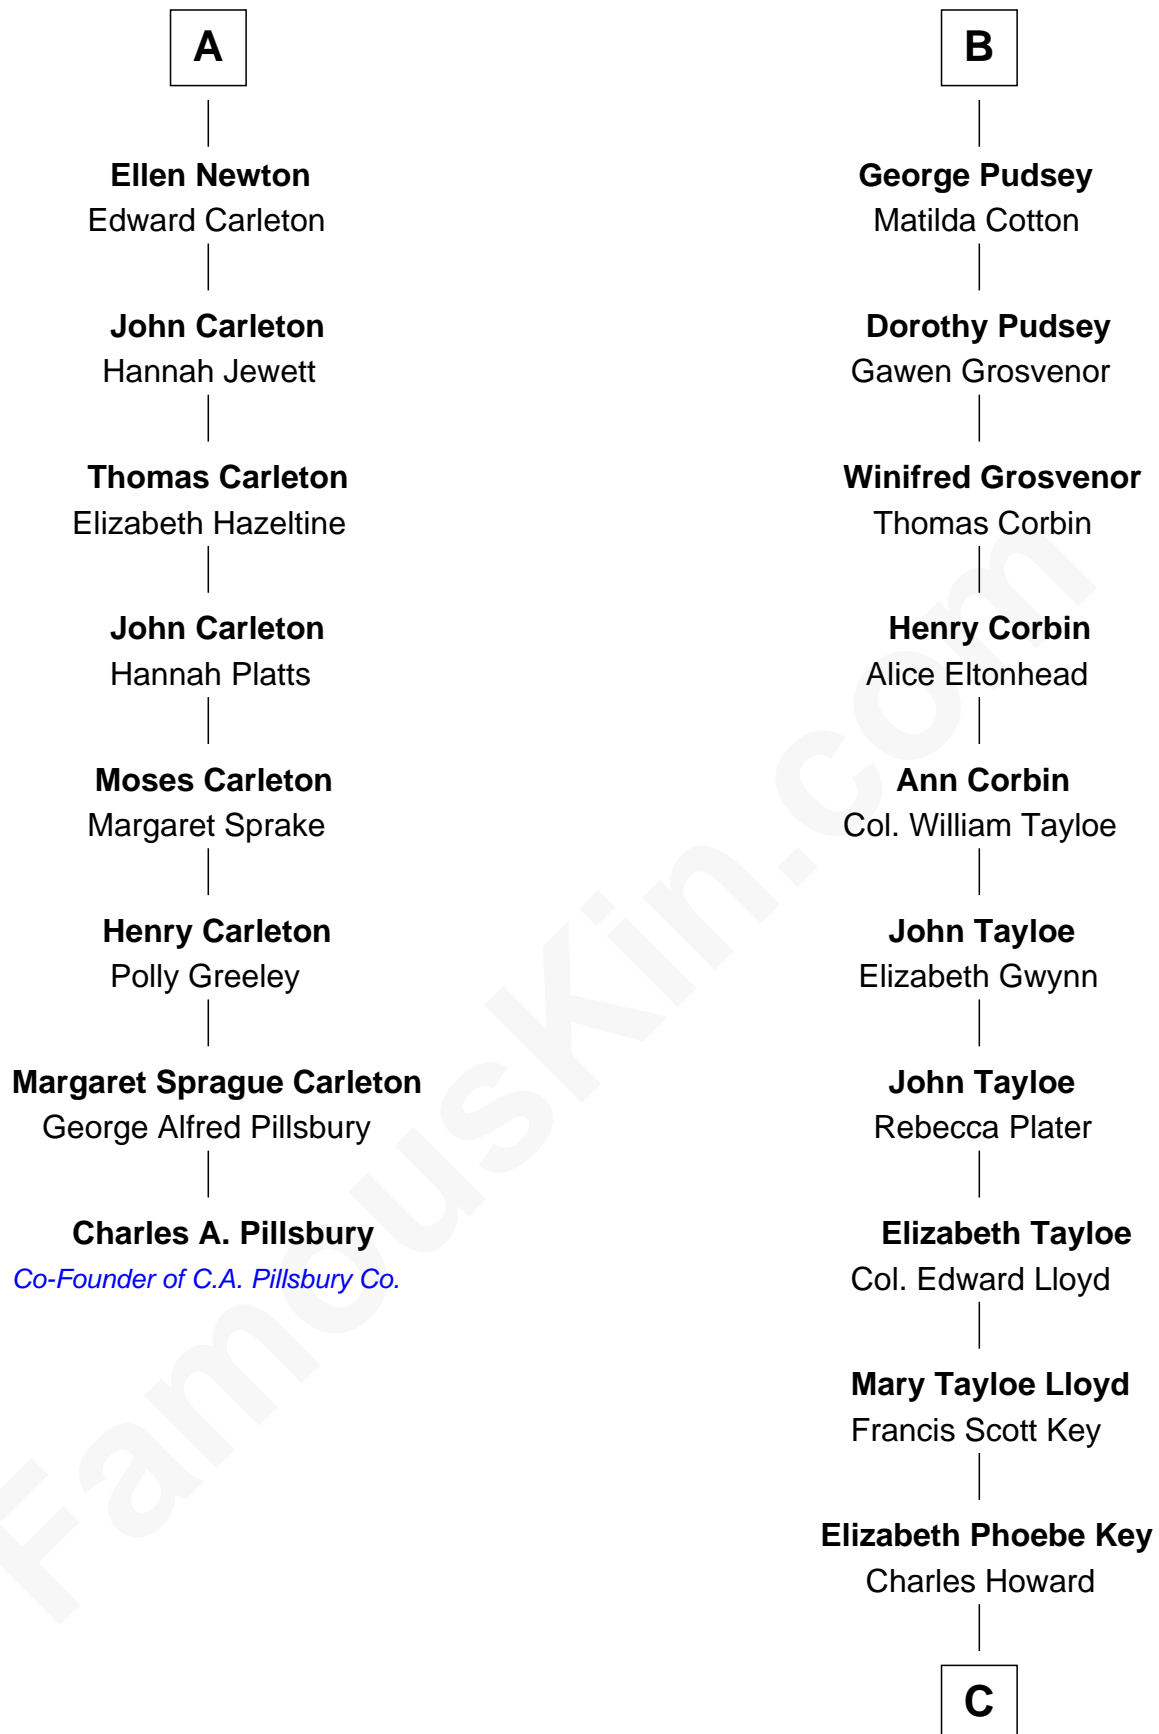 A
Ellen Newton
Edward Carleton
John Carleton
Hannah Jewett
Thomas Carleton
Elizabeth Hazeltine
John Carleton
Hannah Platts
Moses Carleton
Margaret Sprake
Henry Carleton
Polly Greeley
Margaret Sprague Carleton
George Alfred Pillsbury
Charles A. Pillsbury
Co-Founder of C.A. Pillsbury Co.
B
George Pudsey
Matilda Cotton
Dorothy Pudsey
Gawen Grosvenor
Winifred Grosvenor
Thomas Corbin
Henry Corbin
Alice Eltonhead
Ann Corbin
Col. William Tayloe
John Tayloe
Elizabeth Gwynn
John Tayloe
Rebecca Plater
Elizabeth Tayloe
Col. Edward Lloyd
Mary Tayloe Lloyd
Francis Scott Key
Elizabeth Phoebe Key
Charles Howard
C
FamousKin.com